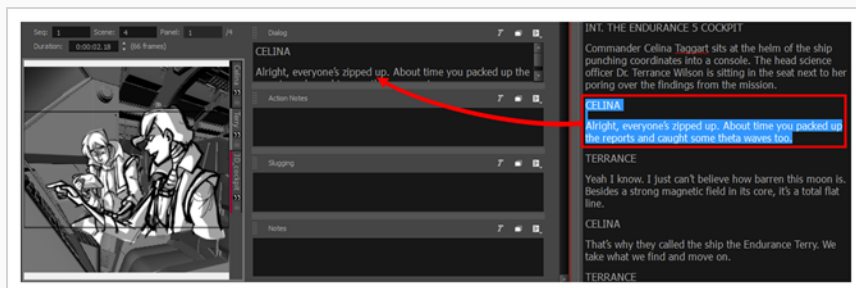 Seq: 1 Scene: 4 Panel: 1 /4
Duration: 0:00:02.18 (66 frames)
Celina
Terry
3D_cockpit
Dialog
CELINA
Alright, everyone's zipped up. About time you packed up the
Action Notes
Slugging
Notes
INT. THE ENDURANCE 5 COCKPIT
Commander Celina Taggart sits at the helm of the ship
punching coordinates into a console. The head science
officer Dr. Terrance Wilson is sitting in the seat next to her
poring over the findings from the mission.
CELINA
Alright, everyone's zipped up. About time you packed up
the reports and caught some theta waves too.
TERRANCE
Yeah I know. I just can't believe how barren this moon is.
Besides a strong magnetic field in its core, it's a total flat
line.
CELINA
That's why they called the ship the Endurance Terry. We
take what we find and move on.
TERRANCE